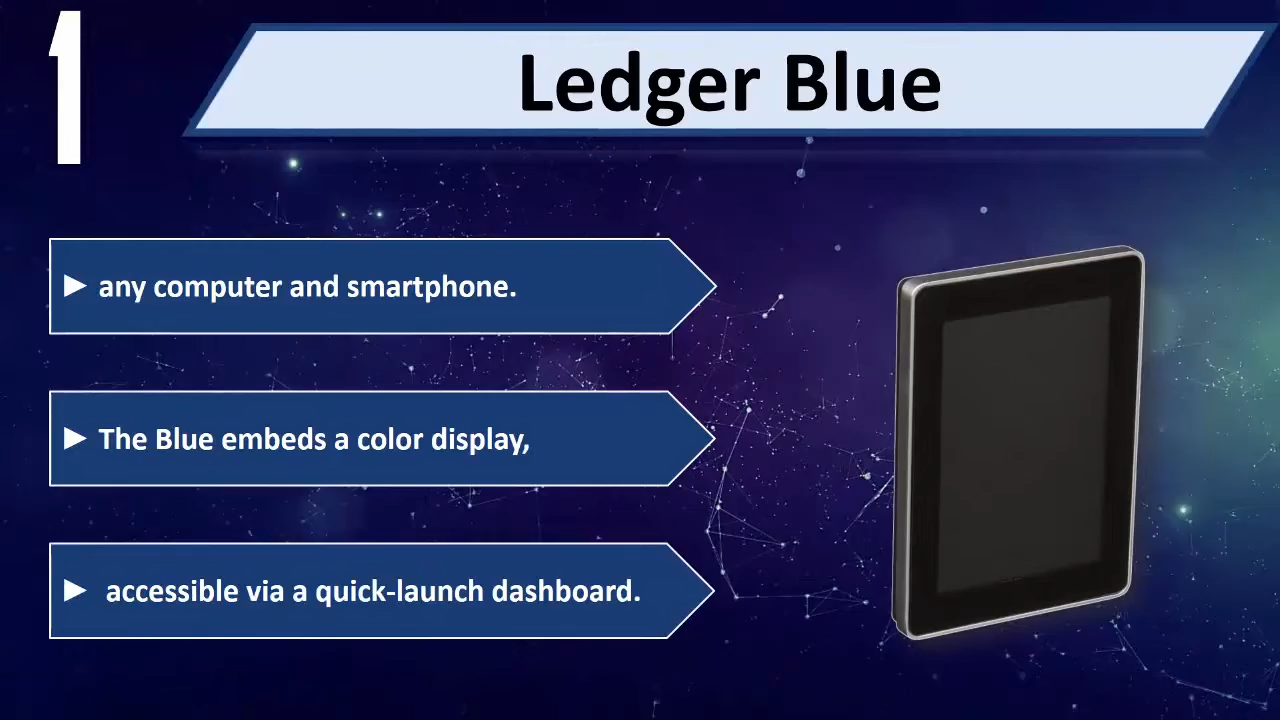 1
Ledger Blue
any computer and smartphone.
The Blue embeds a color display,
accessible via a quick-launch dashboard.